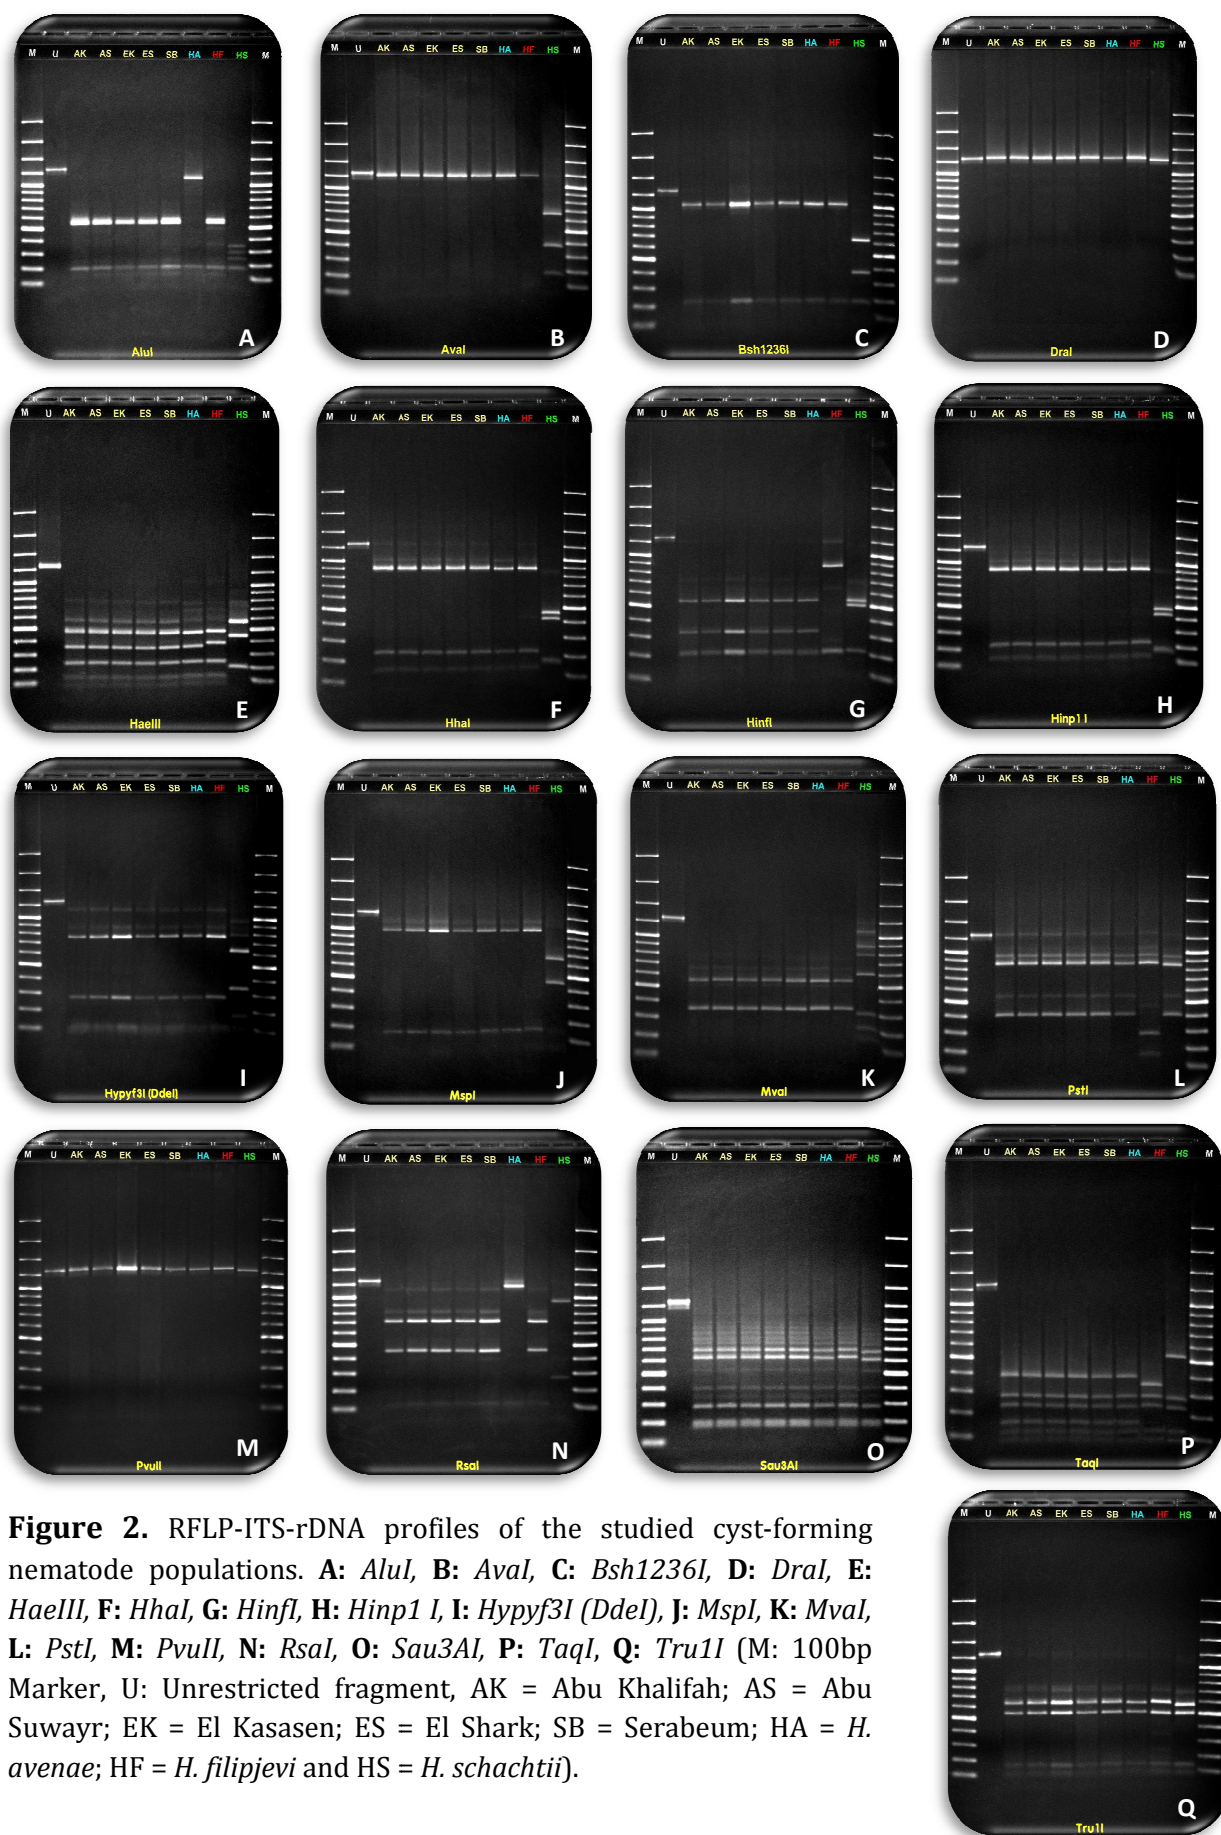 M U AK AS EK ES SB HA HF HS M
A
AluI
M U AK AS EK ES SB HA HF HS M
B
AvaI
M U AK AS EK ES SB HA HF HS M
C
Bsh1236I
M U AK AS EK ES SB HA HF HS M
D
DraI
M U AK AS EK ES SB HA HF HS M
E
HaeIII
M U AK AS EK ES SB HA HF HS M
F
HhaI
M U AK AS EK ES SB HA HF HS M
G
HinfI
M U AK AS EK ES SB HA HF HS M
H
Hinp1 I
M U AK AS EK ES SB HA HF HS M
I
Hypyf3I (DdeI)
M U AK AS EK ES SB HA HF HS M
J
MspI
M U AK AS EK ES SB HA HF HS M
K
MvaI
M U AK AS EK ES SB HA HF HS M
L
PstI
M U AK AS EK ES SB HA HF HS M
M
PvuII
M U AK AS EK ES SB HA HF HS M
N
RsaI
M U AK AS EK ES SB HA HF HS M
O
Sau3AI
M U AK AS EK ES SB HA HF HS M
P
TaqI
M U AK AS EK ES SB HA HF HS M
Q
Tru1I
Figure 2. RFLP-ITS-rDNA profiles of the studied cyst-forming
nematode populations. A: AluI, B: AvaI, C: Bsh1236I, D: DraI, E:
HaeIII, F: HhaI, G: HinfI, H: Hinp1 I, I: Hypyf3I (DdeI), J: MspI, K: MvaI,
L: PstI, M: PvuII, N: RsaI, O: Sau3AI, P: TaqI, Q: Tru1I (M: 100bp
Marker, U: Unrestricted fragment, AK = Abu Khalifah; AS = Abu
Suwayr; EK = El Kasasen; ES = El Shark; SB = Serabeum; HA = H.
avenae; HF = H. filipjevi and HS = H. schachtii).